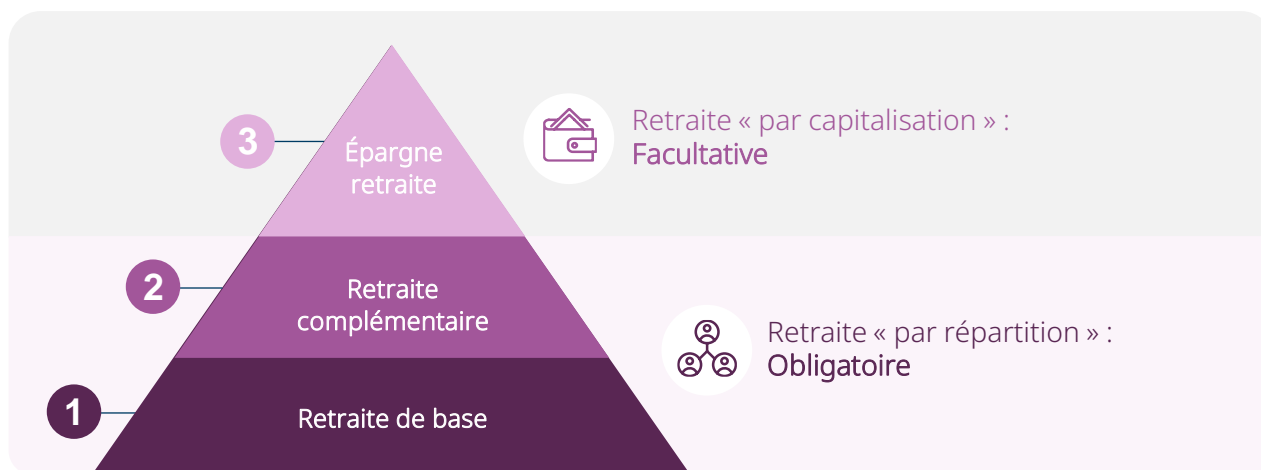 3
Épargne
retraite
Retraite « par capitalisation » :
Facultative
2
Retraite
complémentaire
Retraite « par répartition » :
Obligatoire
1
Retraite de base